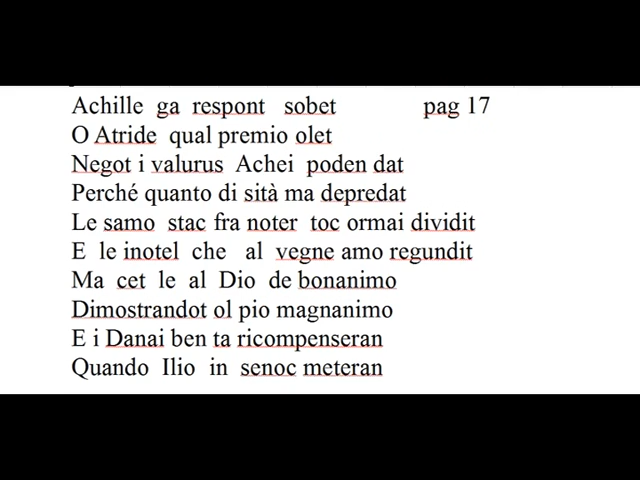 Achille ga respont sobet pag 17
O Atride qual premio olet
Negot i valurus Achei poden dat
Perché quanto di sità ma depredat
Le samo stac fra noter toc ormai dividit
E le inotel che al vegne amo regundit
Ma cet le al Dio de bonanimo
Dimostrandot ol pio magnanimo
E i Danai ben ta ricompenseran
Quando Ilio in senoc meteran